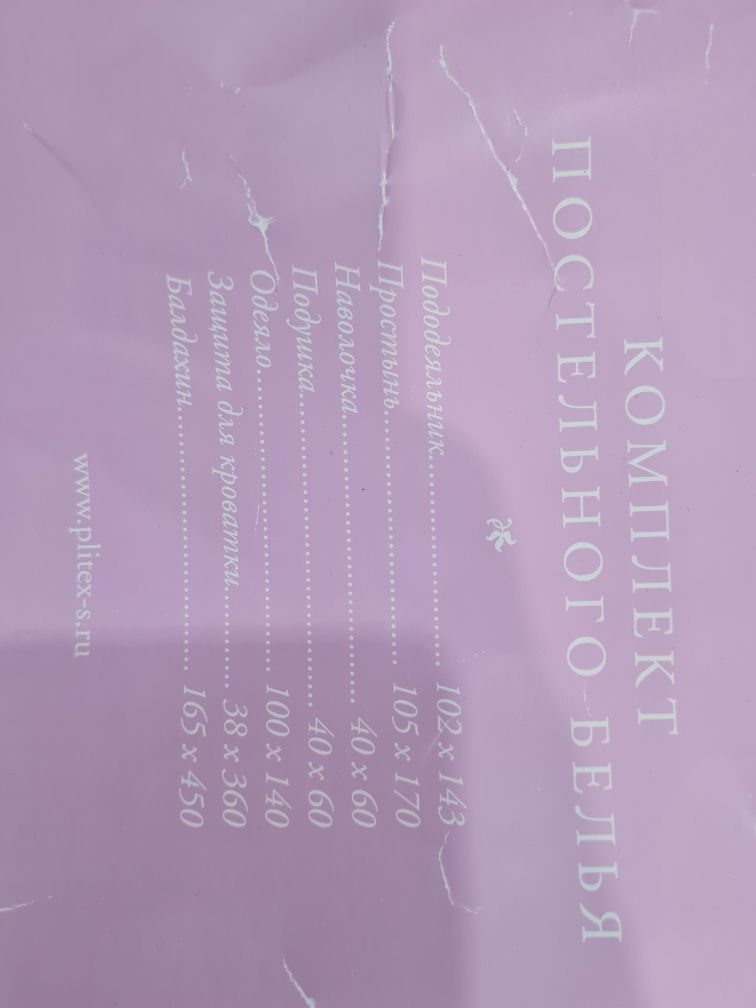 КОМПЛЕКТ
ПОСТЕЛЬНОГО БЕЛЬЯ
Пододеяльник........................ 102 x 143
Простынь............................... 105 x 170
Наволочка................................... 40 x 60
Подушка...................................... 40 x 60
Одеяло.................................... 100 x 140
Защита для кроватки............ 38 x 360
Балдахин................................ 165 x 450
www.plitex-s.ru